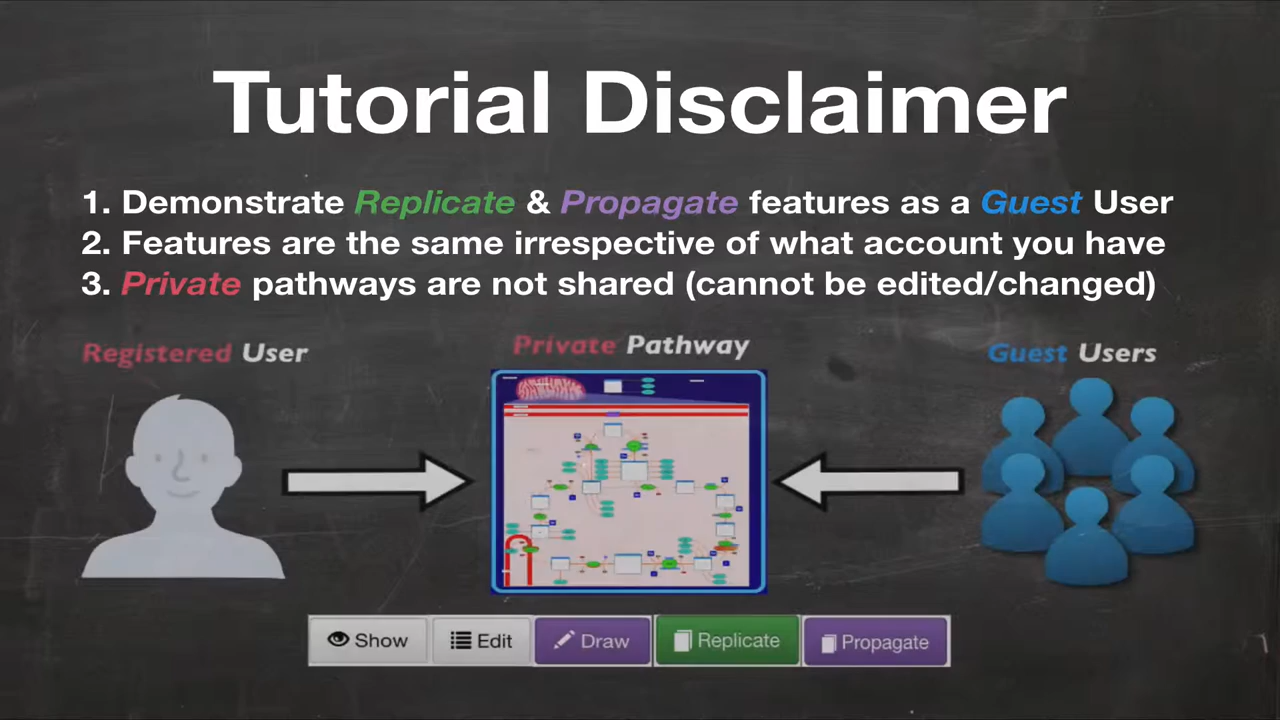 Tutorial Disclaimer
1. Demonstrate Replicate & Propagate features as a Guest User
2. Features are the same irrespective of what account you have
3. Private pathways are not shared (cannot be edited/changed)
Registered User
Private Pathway
Guest Users
Show
Edit
Draw
Replicate
Propagate